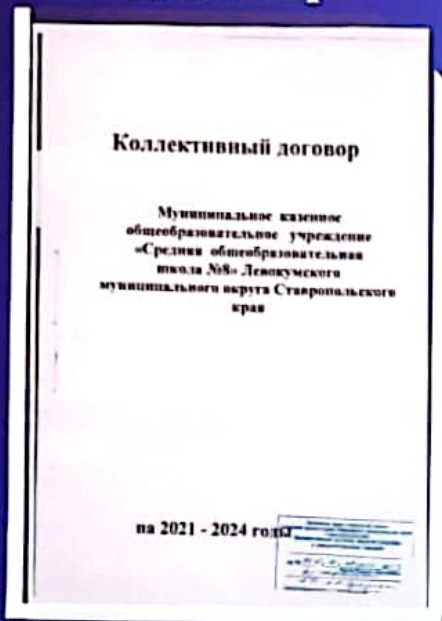 Коллективный договор
Муниципальное казенное
общеобразовательное учреждение
«Средняя общеобразовательная
школа №8» Левокумского
муниципального округа Ставропольского
края
на 2021 - 2024 годы